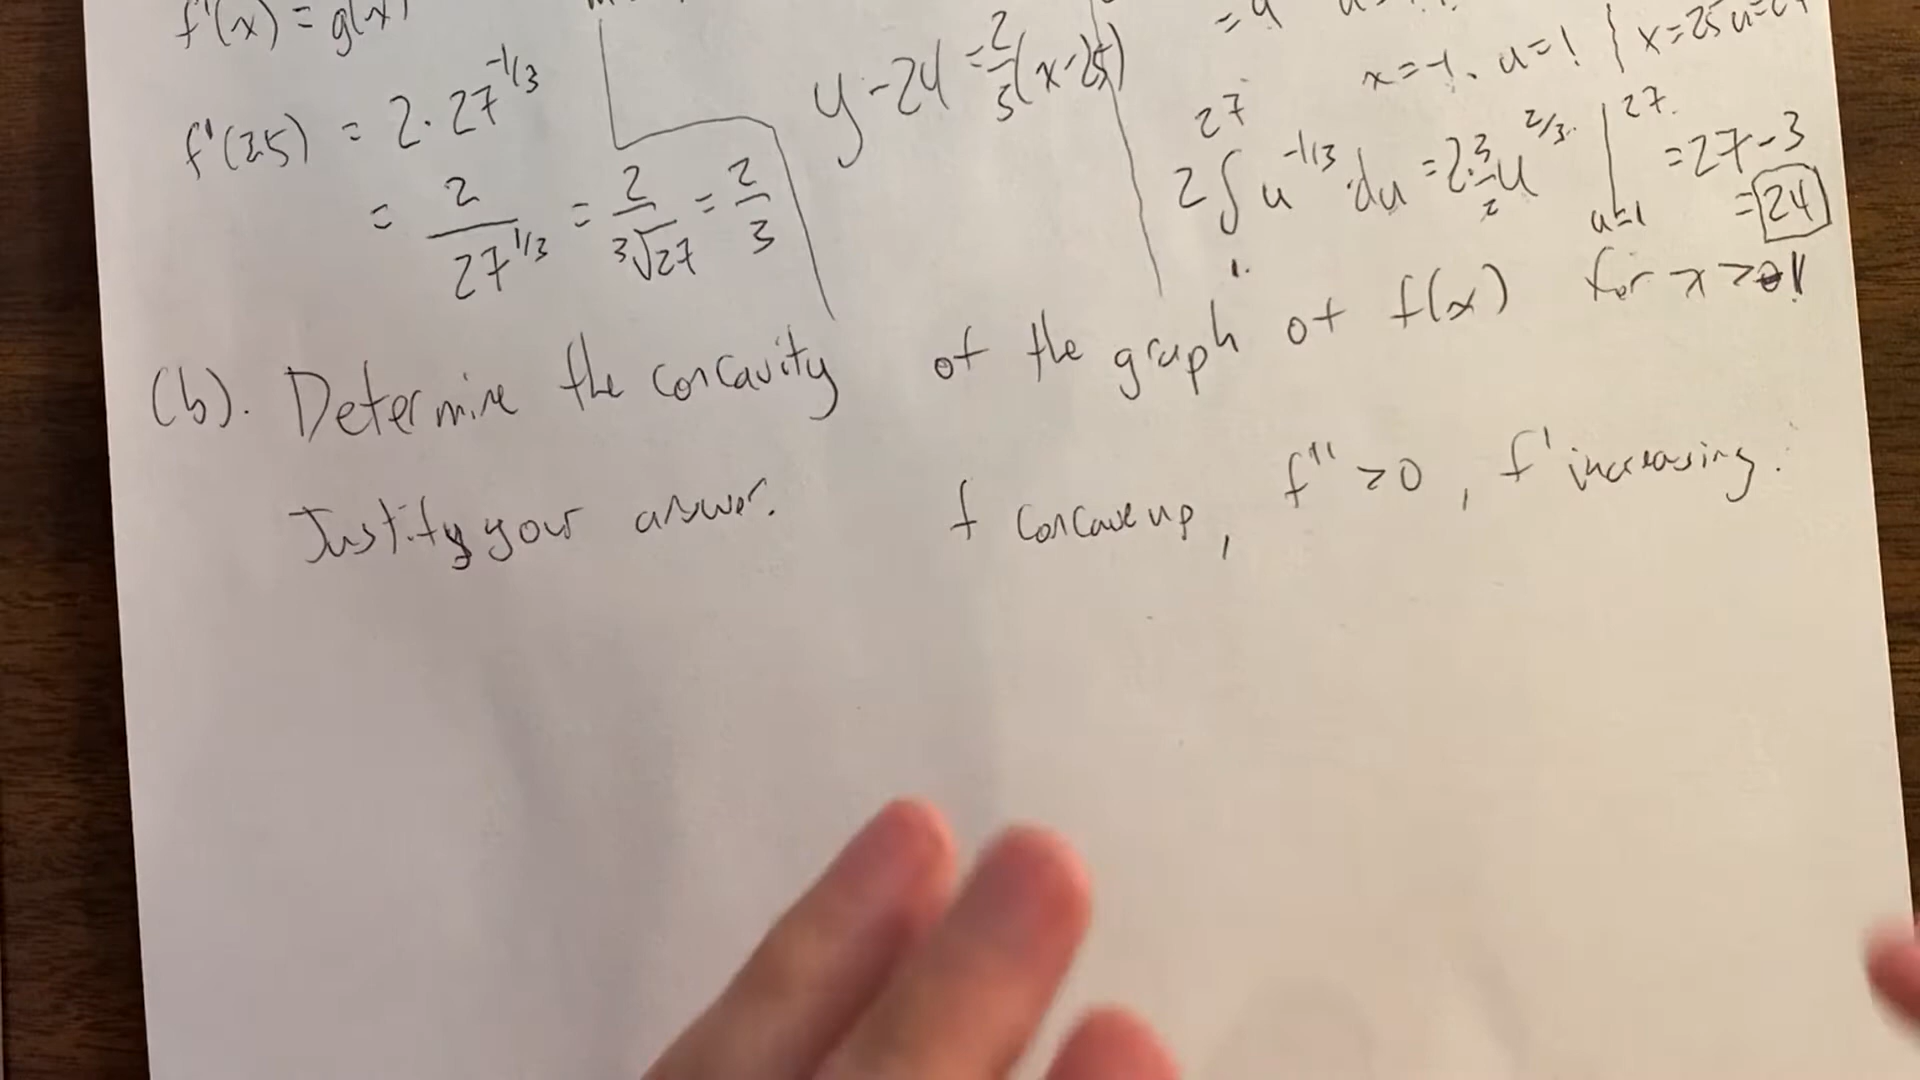 f'(x) = g(x)
f'(25) = 2 · 27^{-1/3}
= 2/27^{1/3} = 2/∛27 = 2/3
y - 24 = 2/3 (x - 25)
x = -1, u = 1 { x = 25 u = 27
2 ∫_1^{27} u^{-1/3} du = 2 · 3/2 u^{2/3} |_{u=1}^{27} = 27 - 3
= 24
(b). Determine the concavity of the graph of f(x) for x > -1
Justify your answer. f concave up, f'' > 0, f' increasing.